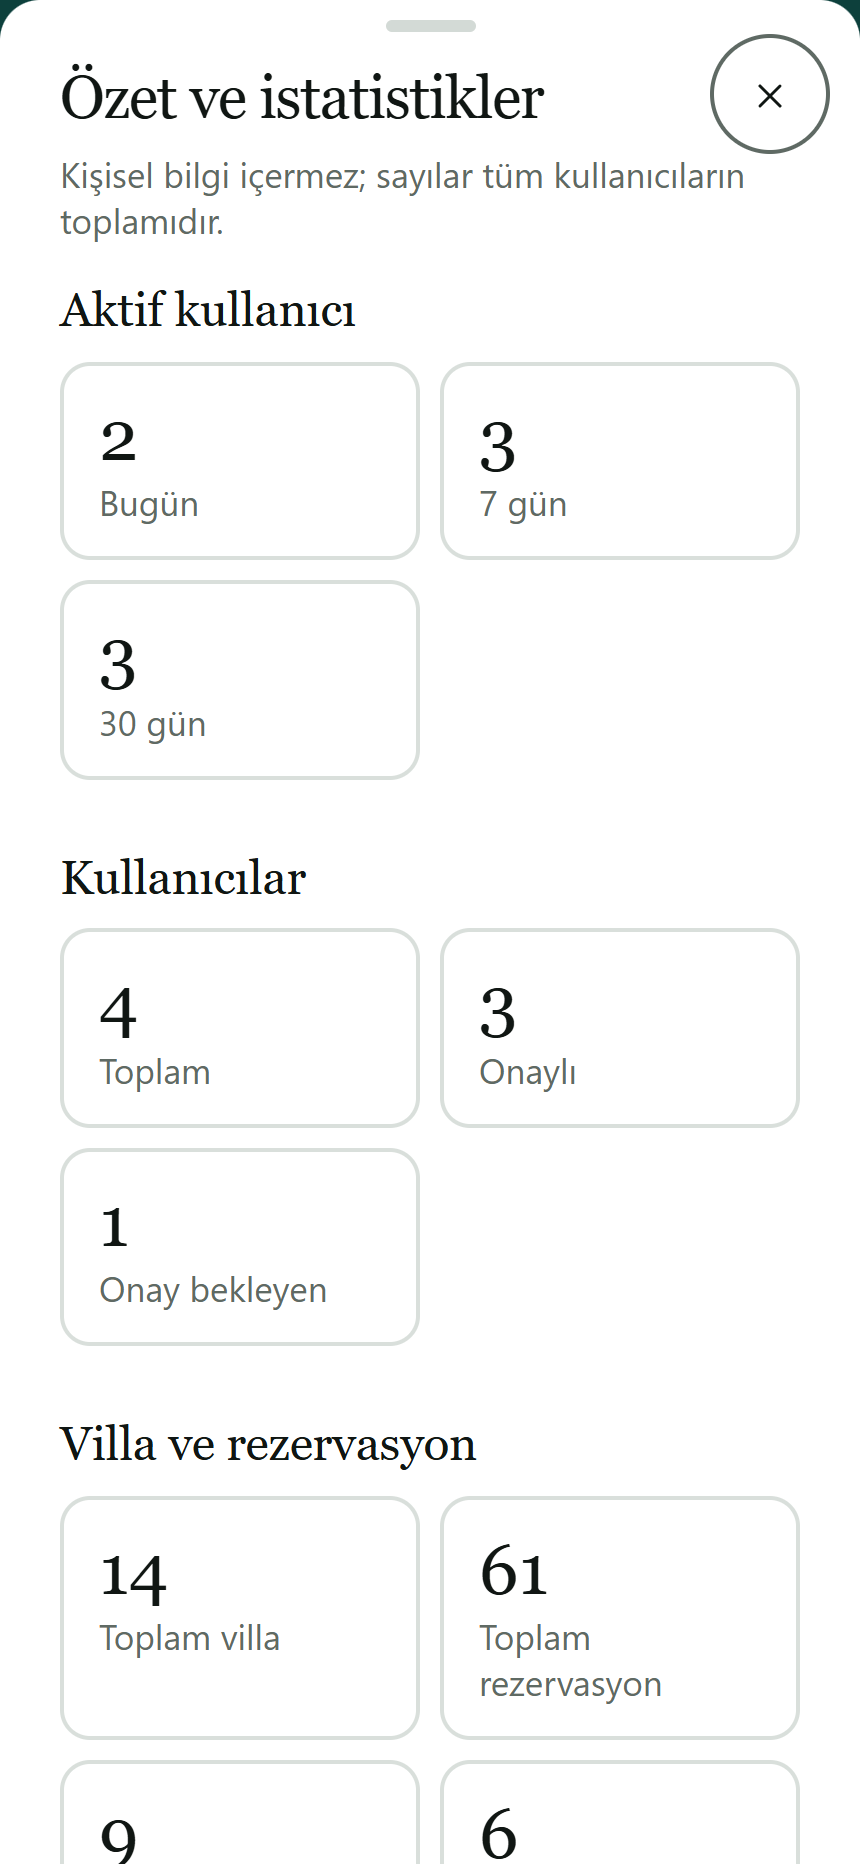 Özet ve istatistikler
Kişisel bilgi içermez; sayılar tüm kullanıcıların
toplamıdır.
Aktif kullanıcı
2
Bugün
3
7 gün
3
30 gün
Kullanıcılar
4
Toplam
3
Onaylı
1
Onay bekleyen
Villa ve rezervasyon
14
Toplam villa
61
Toplam
rezervasyon
9
6